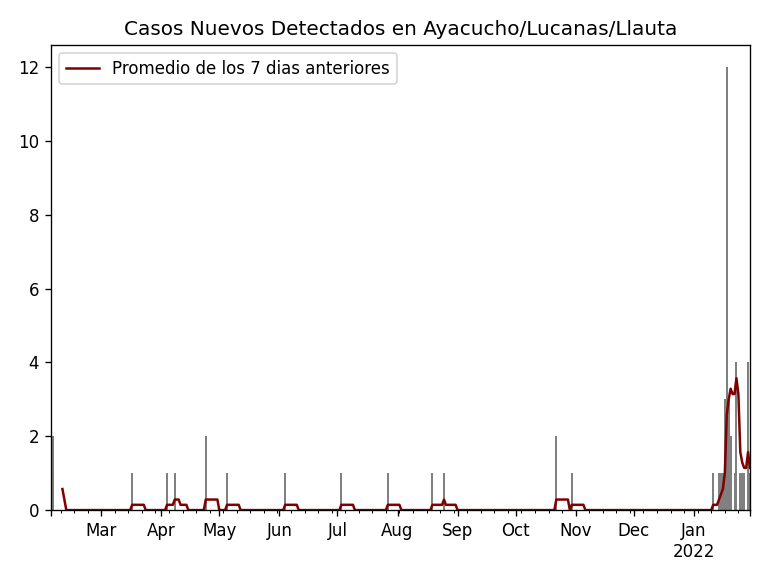 Casos Nuevos Detectados en Ayacucho/Lucanas/Llauta
Promedio de los 7 dias anteriores
12
10
8
6
4
2
0
Mar Apr May Jun Jul Aug Sep Oct Nov Dec Jan
2022